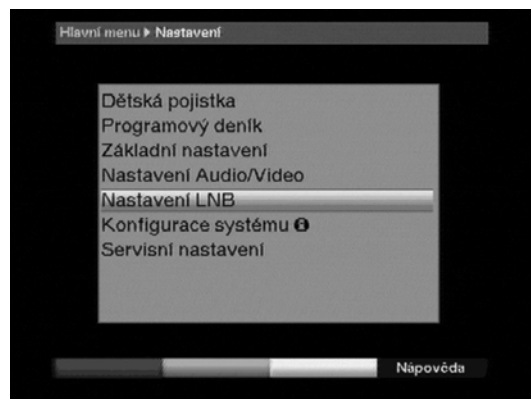 Hlavní menu Nastavení
Dětská pojistka
Programový deník
Základní nastavení
Nastavení Audio/Video
Nastavení LNB
Konfigurace systému
Servisní nastavení
Nápověda